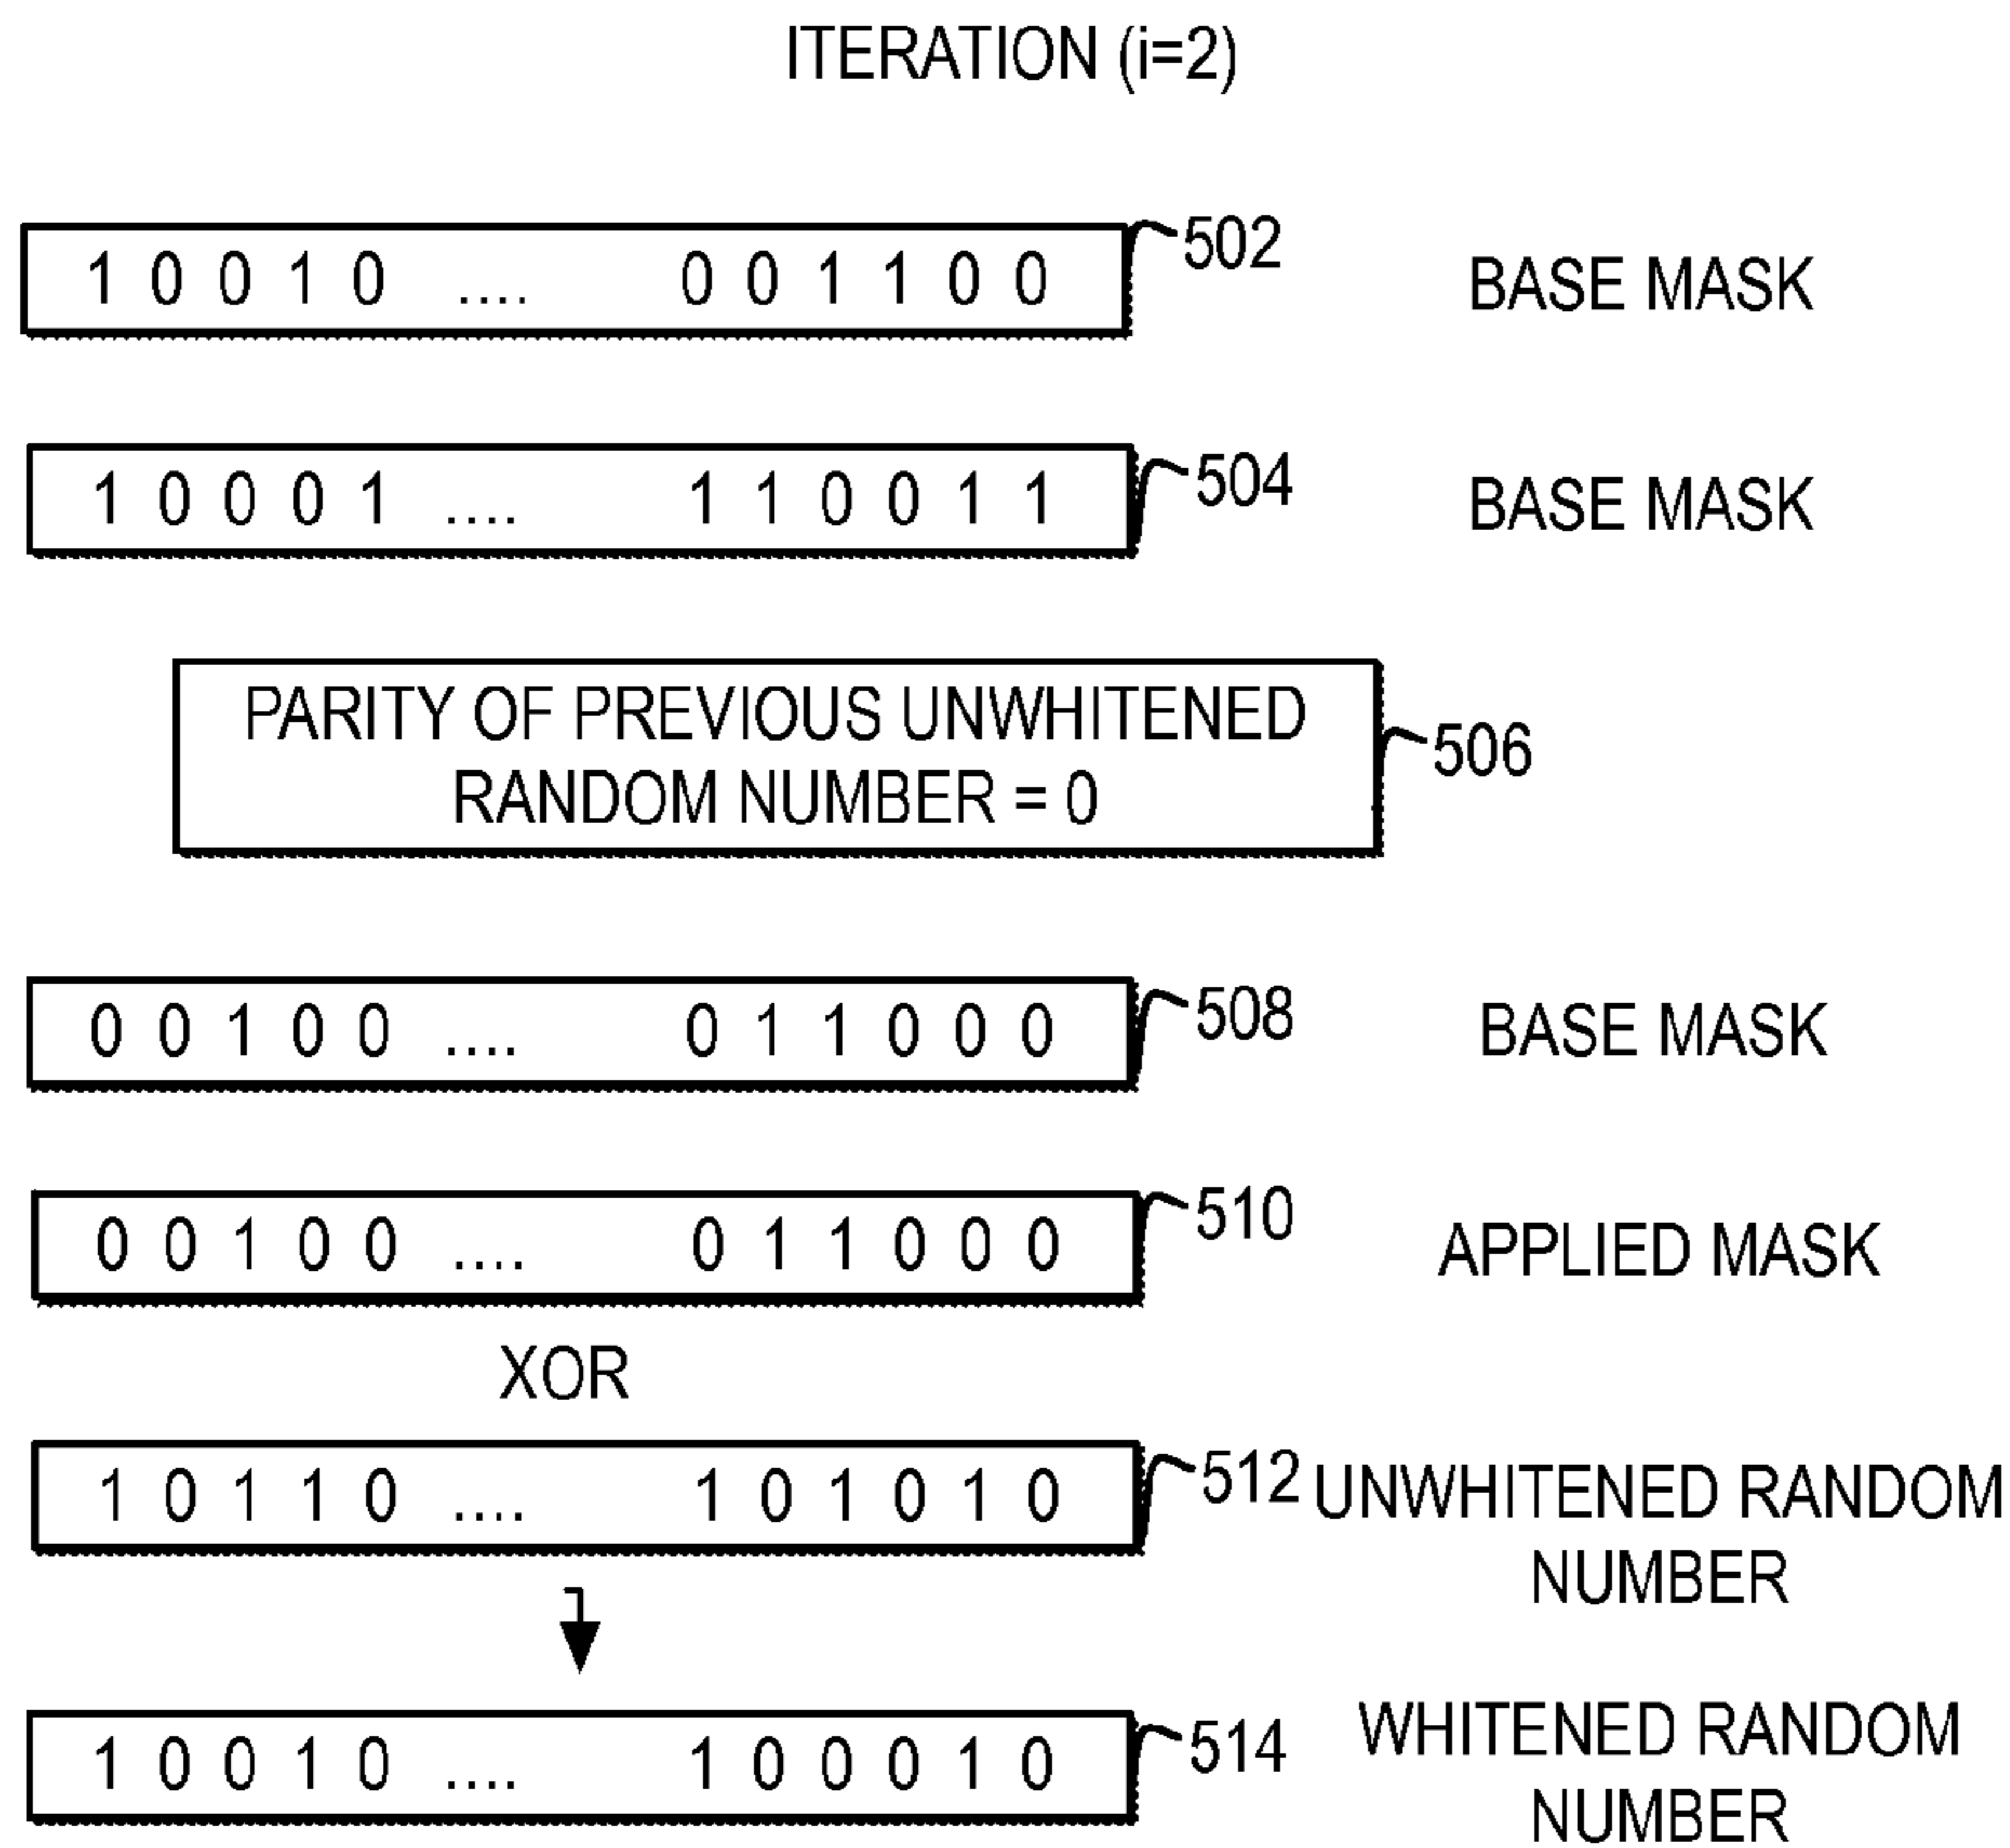 ITERATION (i=2)
1 0 0 1 0 .... 0 0 1 1 0 0 502 BASE MASK
1 0 0 0 1 .... 1 1 0 0 1 1 504 BASE MASK
PARITY OF PREVIOUS UNWHITENED
RANDOM NUMBER = 0
506
0 0 1 0 0 .... 0 1 1 0 0 0 508 BASE MASK
0 0 1 0 0 .... 0 1 1 0 0 0 510 APPLIED MASK
XOR
1 0 1 1 0 .... 1 0 1 0 1 0 512 UNWHITENED RANDOM
NUMBER
1 0 0 1 0 .... 1 0 0 0 1 0 514 WHITENED RANDOM
NUMBER